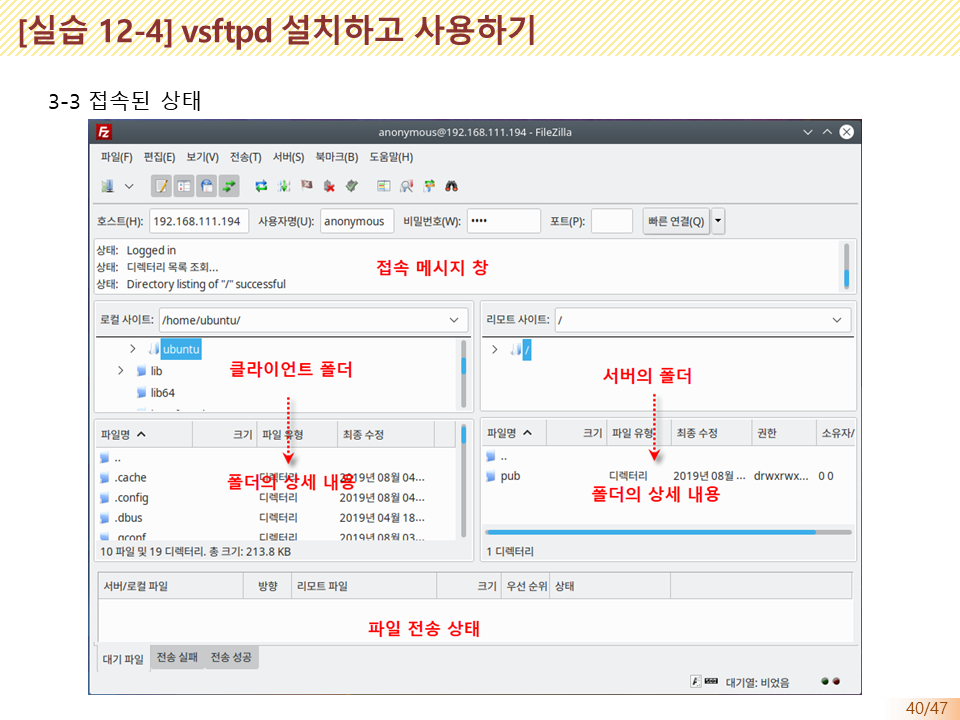 [실습 12-4] vsftpd 설치하고 사용하기
3-3 접속된 상태
anonymous@192.168.111.194 - FileZilla
파일(F) 편집(E) 보기(V) 전송(T) 서버(S) 북마크(B) 도움말(H)
호스트(H): 192.168.111.194 사용자명(U): anonymous 비밀번호(W): •••• 포트(P): 빠른 연결(Q)
상태: Logged in
상태: 디렉터리 목록 조회...
상태: Directory listing of "/" successful
접속 메시지 창
로컬 사이트: /home/ubuntu/
ubuntu
lib
lib64
클라이언트 폴더
리모트 사이트: /
/
서버의 폴더
파일명 크기 파일 유형 최종 수정
..
.cache 디렉터리 2019년 08월 04...
.config 디렉터리 2019년 08월 04...
.dbus 디렉터리 2019년 04월 18...
.gconf 디렉터리 2019년 08월 03...
폴더의 상세 내용
10 파일 및 19 디렉터리. 총 크기: 213.8 KB
파일명 크기 파일 유형 최종 수정 권한 소유자/
..
pub 디렉터리 2019년 08월 ... drwxrwx... 0 0
폴더의 상세 내용
1 디렉터리
서버/로컬 파일 방향 리모트 파일 크기 우선 순위 상태
파일 전송 상태
대기 파일 전송 실패 전송 성공
대기열: 비었음
40/47